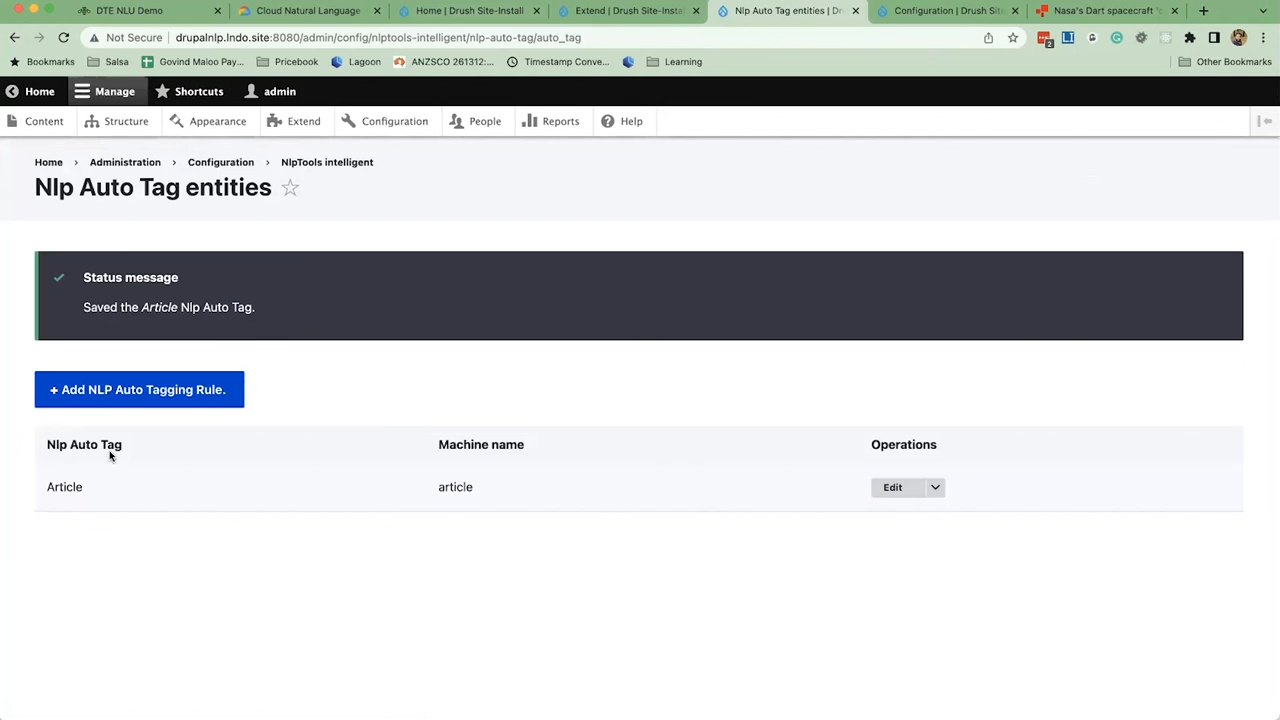 DTE NLU Demo
Cloud Natural Language
Home | Drush Site-Install
Extend | Drush Site-Instal
Nlp Auto Tag entities | Dr
Configuration | Drush Site
Nasa's Dart spacecraft 'c
Not Secure
drupalnlp.lndo.site:8080/admin/config/nlptools-intelligent/nlp-auto-tag/auto_tag
Bookmarks
Salsa
Govind Maloo Pay...
Pricebook
Lagoon
ANZSCO 261312:...
Timestamp Conve...
Learning
Other Bookmarks
Home
Manage
Shortcuts
admin
Content
Structure
Appearance
Extend
Configuration
People
Reports
Help
Home › Administration › Configuration › NlpTools intelligent
Nlp Auto Tag entities
Status message
Saved the Article Nlp Auto Tag.
+ Add NLP Auto Tagging Rule.
Nlp Auto Tag Machine name Operations
Article article Edit